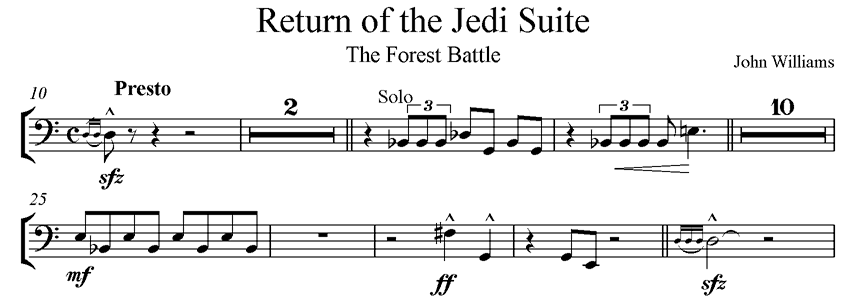 Return of the Jedi Suite
The Forest Battle
John Williams
10
Presto
2
Solo
3
3
10
sfz
25
mf
ff
sfz